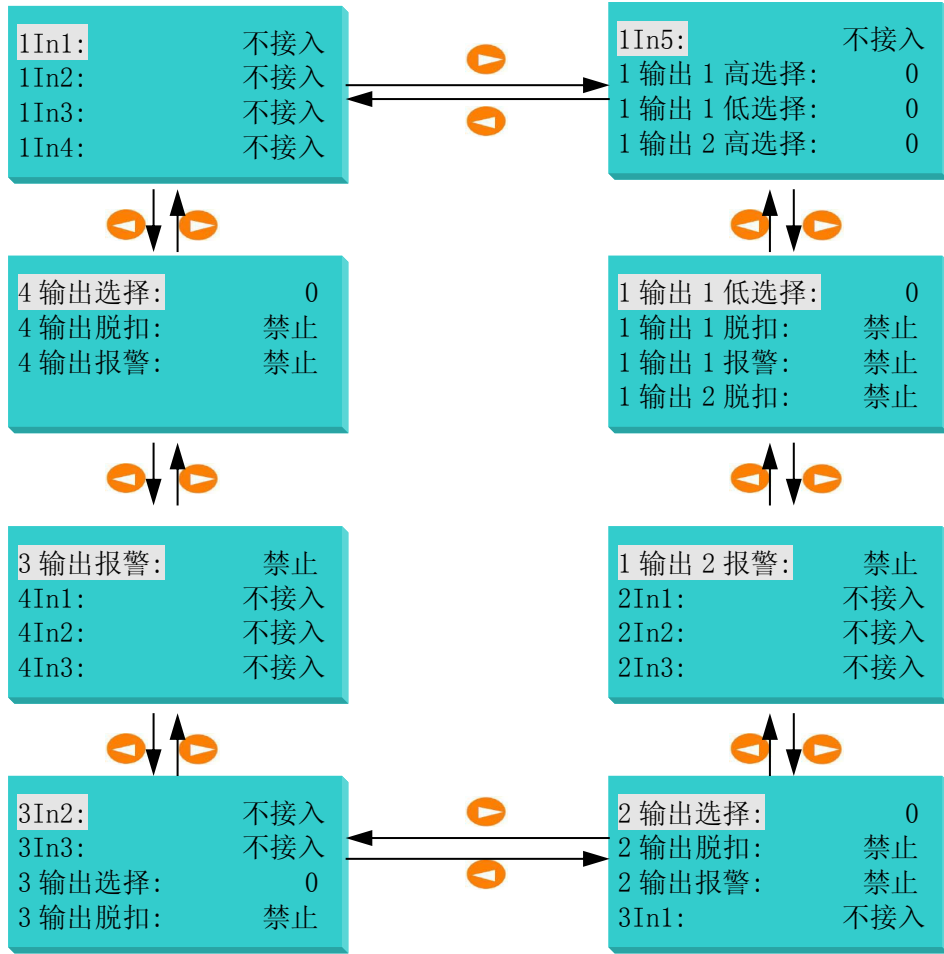 1In1: 不接入
1In2: 不接入
1In3: 不接入
1In4: 不接入
1In5: 不接入
1输出1高选择: 0
1输出1低选择: 0
1输出2高选择: 0
4输出选择: 0
4输出脱扣: 禁止
4输出报警: 禁止
1输出1低选择: 0
1输出1脱扣: 禁止
1输出1报警: 禁止
1输出2脱扣: 禁止
3输出报警: 禁止
4In1: 不接入
4In2: 不接入
4In3: 不接入
1输出2报警: 禁止
2In1: 不接入
2In2: 不接入
2In3: 不接入
3In2: 不接入
3In3: 不接入
3输出选择: 0
3输出脱扣: 禁止
2输出选择: 0
2输出脱扣: 禁止
2输出报警: 禁止
3In1: 不接入